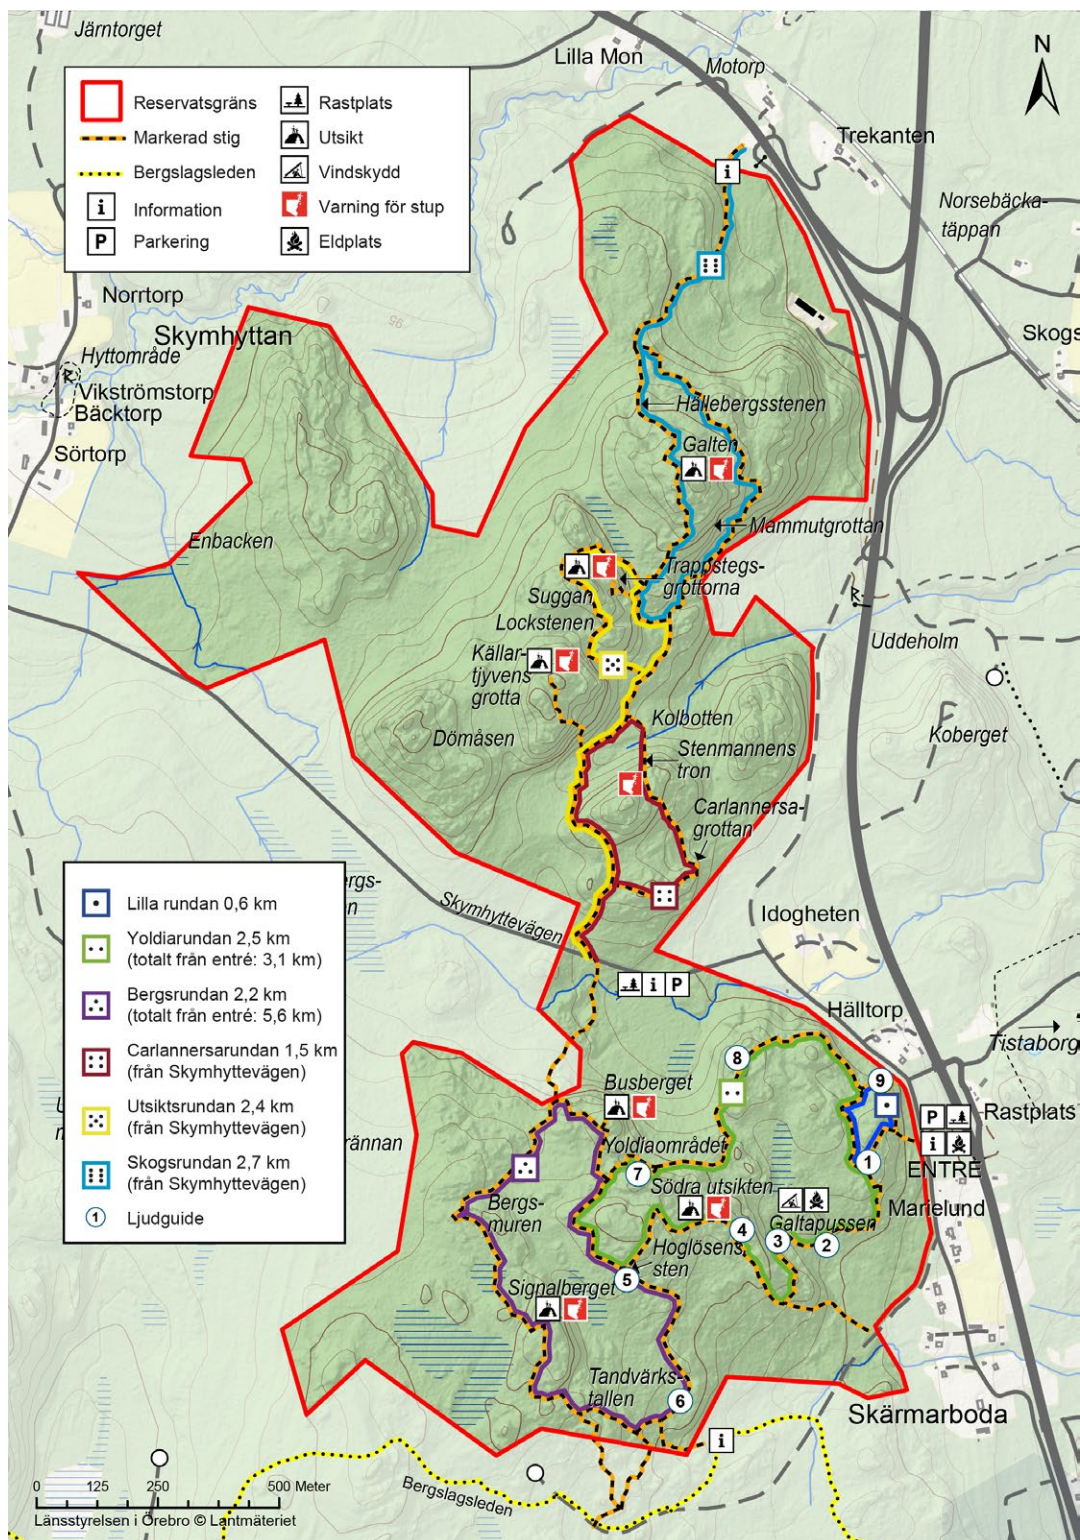 Järntorget
Lilla Mon
Motorp
N
Trekanten
Reservatsgräns
Rastplats
Markerad stig
Utsikt
Bergslagsleden
Vindskydd
i
Information
Varning för stup
P
Parkering
Eldplats
i
Norsebäcka-
täppan
Norrtorp
Skymhyttan
95
Skogs
Hyttområde
R
Vikströmstorp
Bäcktorp
Sörtorp
Hällebergsstenen
Galten
Mammutgrottan
Enbacken
Trappstegs-
grottorna
Suggan
Lockstenen
R
Uddeholm
Källar-
tjyvens
grotta
Kolbotten
Dömåsen
Stenmannens
tron
Koberget
Carlannersa-
grottan
ergs-
n
Skymhyttevägen
Idogheten
Lilla rundan 0,6 km
Yoldiarundan 2,5 km
(totalt från entré: 3,1 km)
Bergsrundan 2,2 km
(totalt från entré: 5,6 km)
Carlannersarundan 1,5 km
(från Skymhyttevägen)
Utsiktsrundan 2,4 km
(från Skymhyttevägen)
Skogsrundan 2,7 km
(från Skymhyttevägen)
1 Ljudguide
i P
Hälltorp
Tistaborg
8
9
Busberget
Rastplats
P
i
ENTRÉ
1
rännan
Yoldiaområdet
7
Södra utsikten
Marielund
Bergs-
muren
Galtapussen
4
3
2
Hoglösens
sten
5
Signalberget
Tandvärks-
tallen
6
Skärmarboda
i
Bergslagsleden
0 125 250 500 Meter
Länsstyrelsen i Örebro © Lantmäteriet